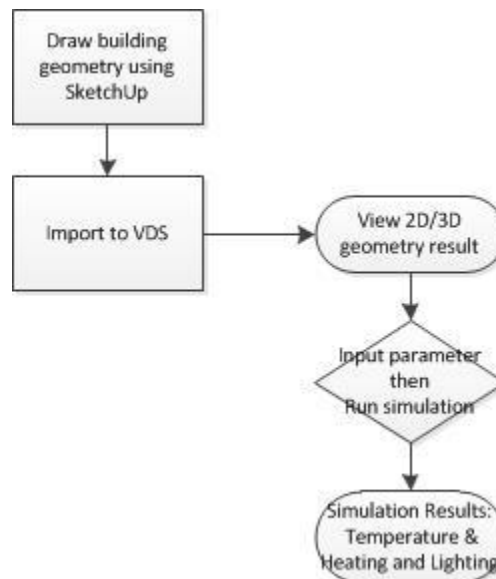 Draw building
geometry using
SketchUp
Import to VDS
View 2D/3D
geometry result
Input parameter
then
Run simulation
Simulation Results:
Temperature &
Heating and Lighting